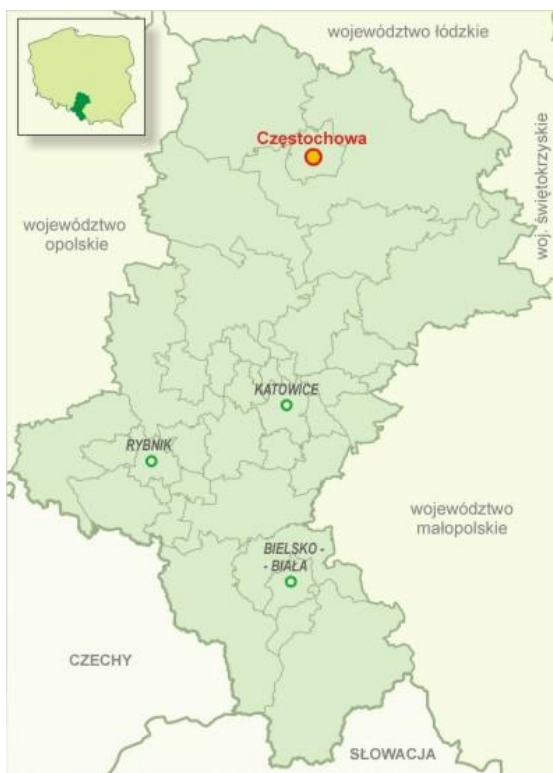 województwo łódzkie
Częstochowa
woj. świętokrzyskie
województwo
opolskie
KATOWICE
RYBNIK
województwo
małopolskie
BIELSKO -
- BIAŁA
CZECHY
SŁOWACJA